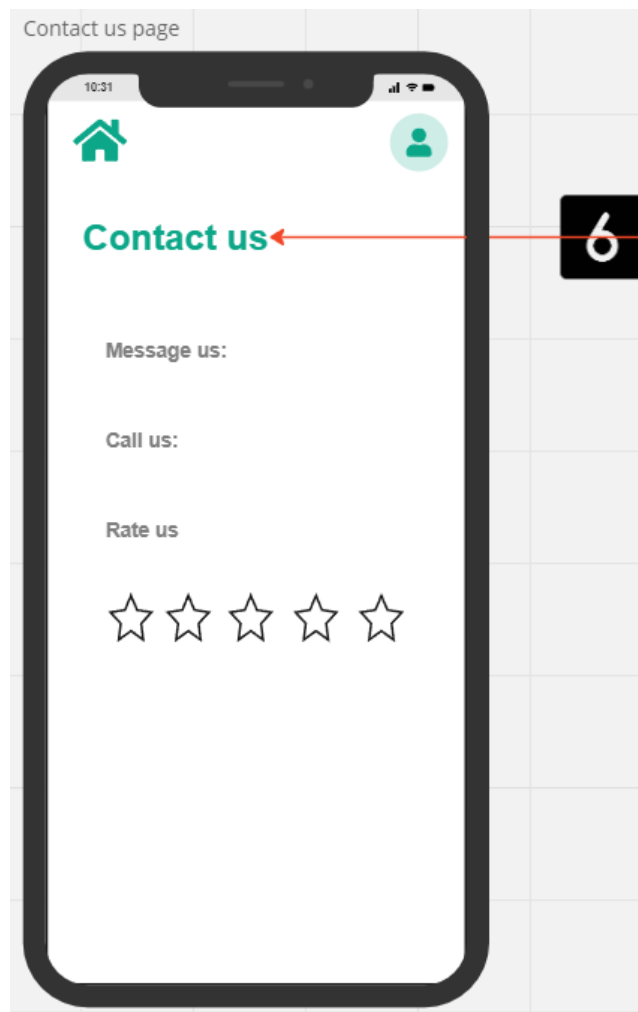 Contact us page
10:31
Contact us
6
Message us:
Call us:
Rate us